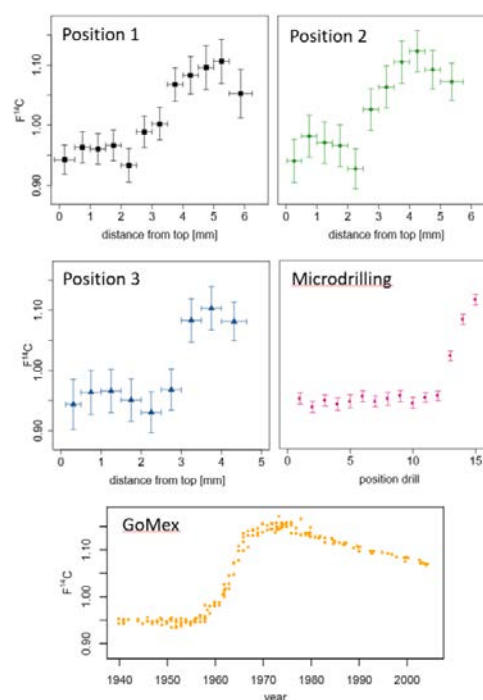 Position 1
F¹⁴C
0.90 1.00 1.10
0 1 2 3 4 5 6
distance from top [mm]
Position 2
0 1 2 3 4 5 6
distance from top [mm]
Position 3
F¹⁴C
0.90 1.00 1.10
0 1 2 3 4 5
distance from top [mm]
Microdrilling
0 5 10 15
position drill
GoMex
F¹⁴C
0.90 1.00 1.10
1940 1950 1960 1970 1980 1990 2000
year